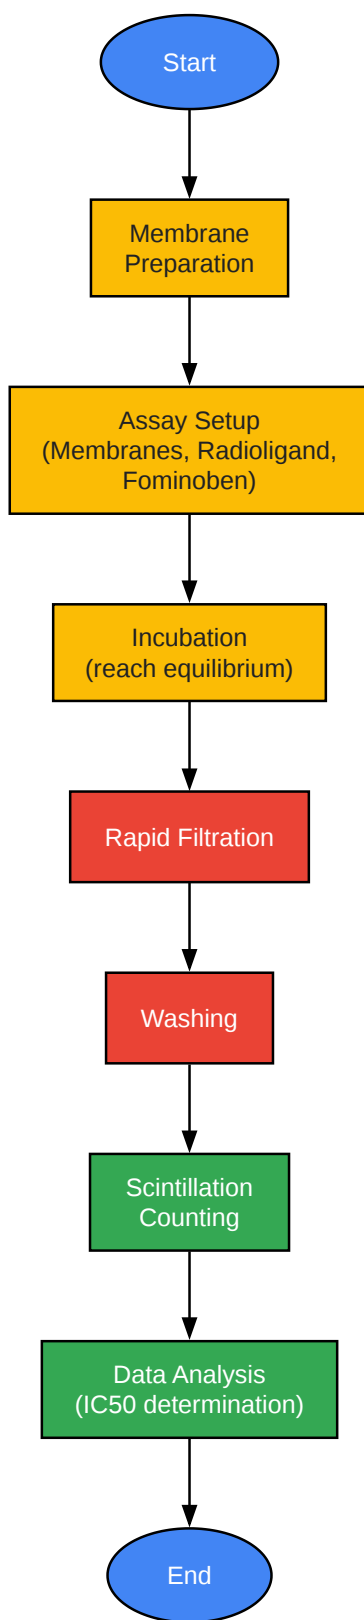 Start
Membrane
Preparation
Assay Setup
(Membranes, Radioligand,
Fominoben)
Incubation
(reach equilibrium)
Rapid Filtration
Washing
Scintillation
Counting
Data Analysis
(IC50 determination)
End